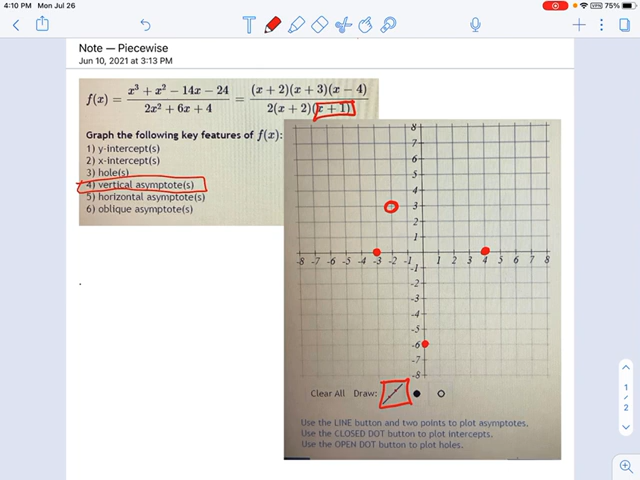 4:10 PM Mon Jul 26
VPN 75%
T
Note — Piecewise
Jun 10, 2021 at 3:13 PM
f(x) = x³ + x² − 14x − 24 / 2x² + 6x + 4 = (x + 2)(x + 3)(x − 4) / 2(x + 2)(x + 1)
Graph the following key features of f(x):
1) y-intercept(s)
2) x-intercept(s)
3) hole(s)
4) vertical asymptote(s)
5) horizontal asymptote(s)
6) oblique asymptote(s)
8
7
6
5
4
3
2
1
-8 -7 -6 -5 -4 -3 -2 -1 1 2 3 4 5 6 7 8
-1
-2
-3
-4
-5
-6
-7
-8
Clear All Draw:
Use the LINE button and two points to plot asymptotes.
Use the CLOSED DOT button to plot intercepts.
Use the OPEN DOT button to plot holes.
1
/
2